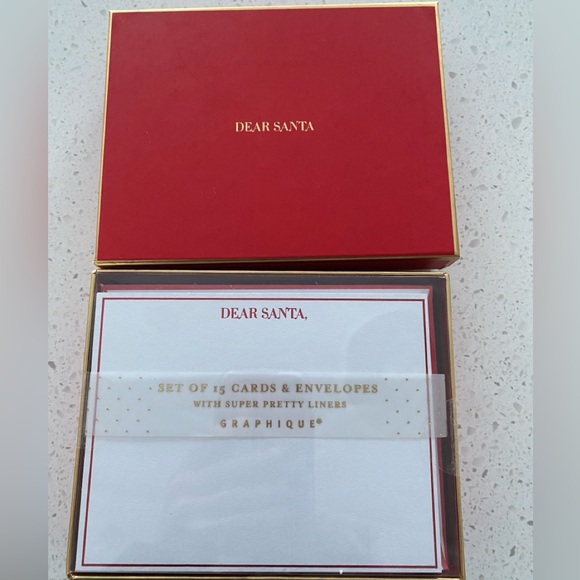 DEAR SANTA
DEAR SANTA,
SET OF 15 CARDS & ENVELOPES
WITH SUPER PRETTY LINERS
GRAPHIQUE®